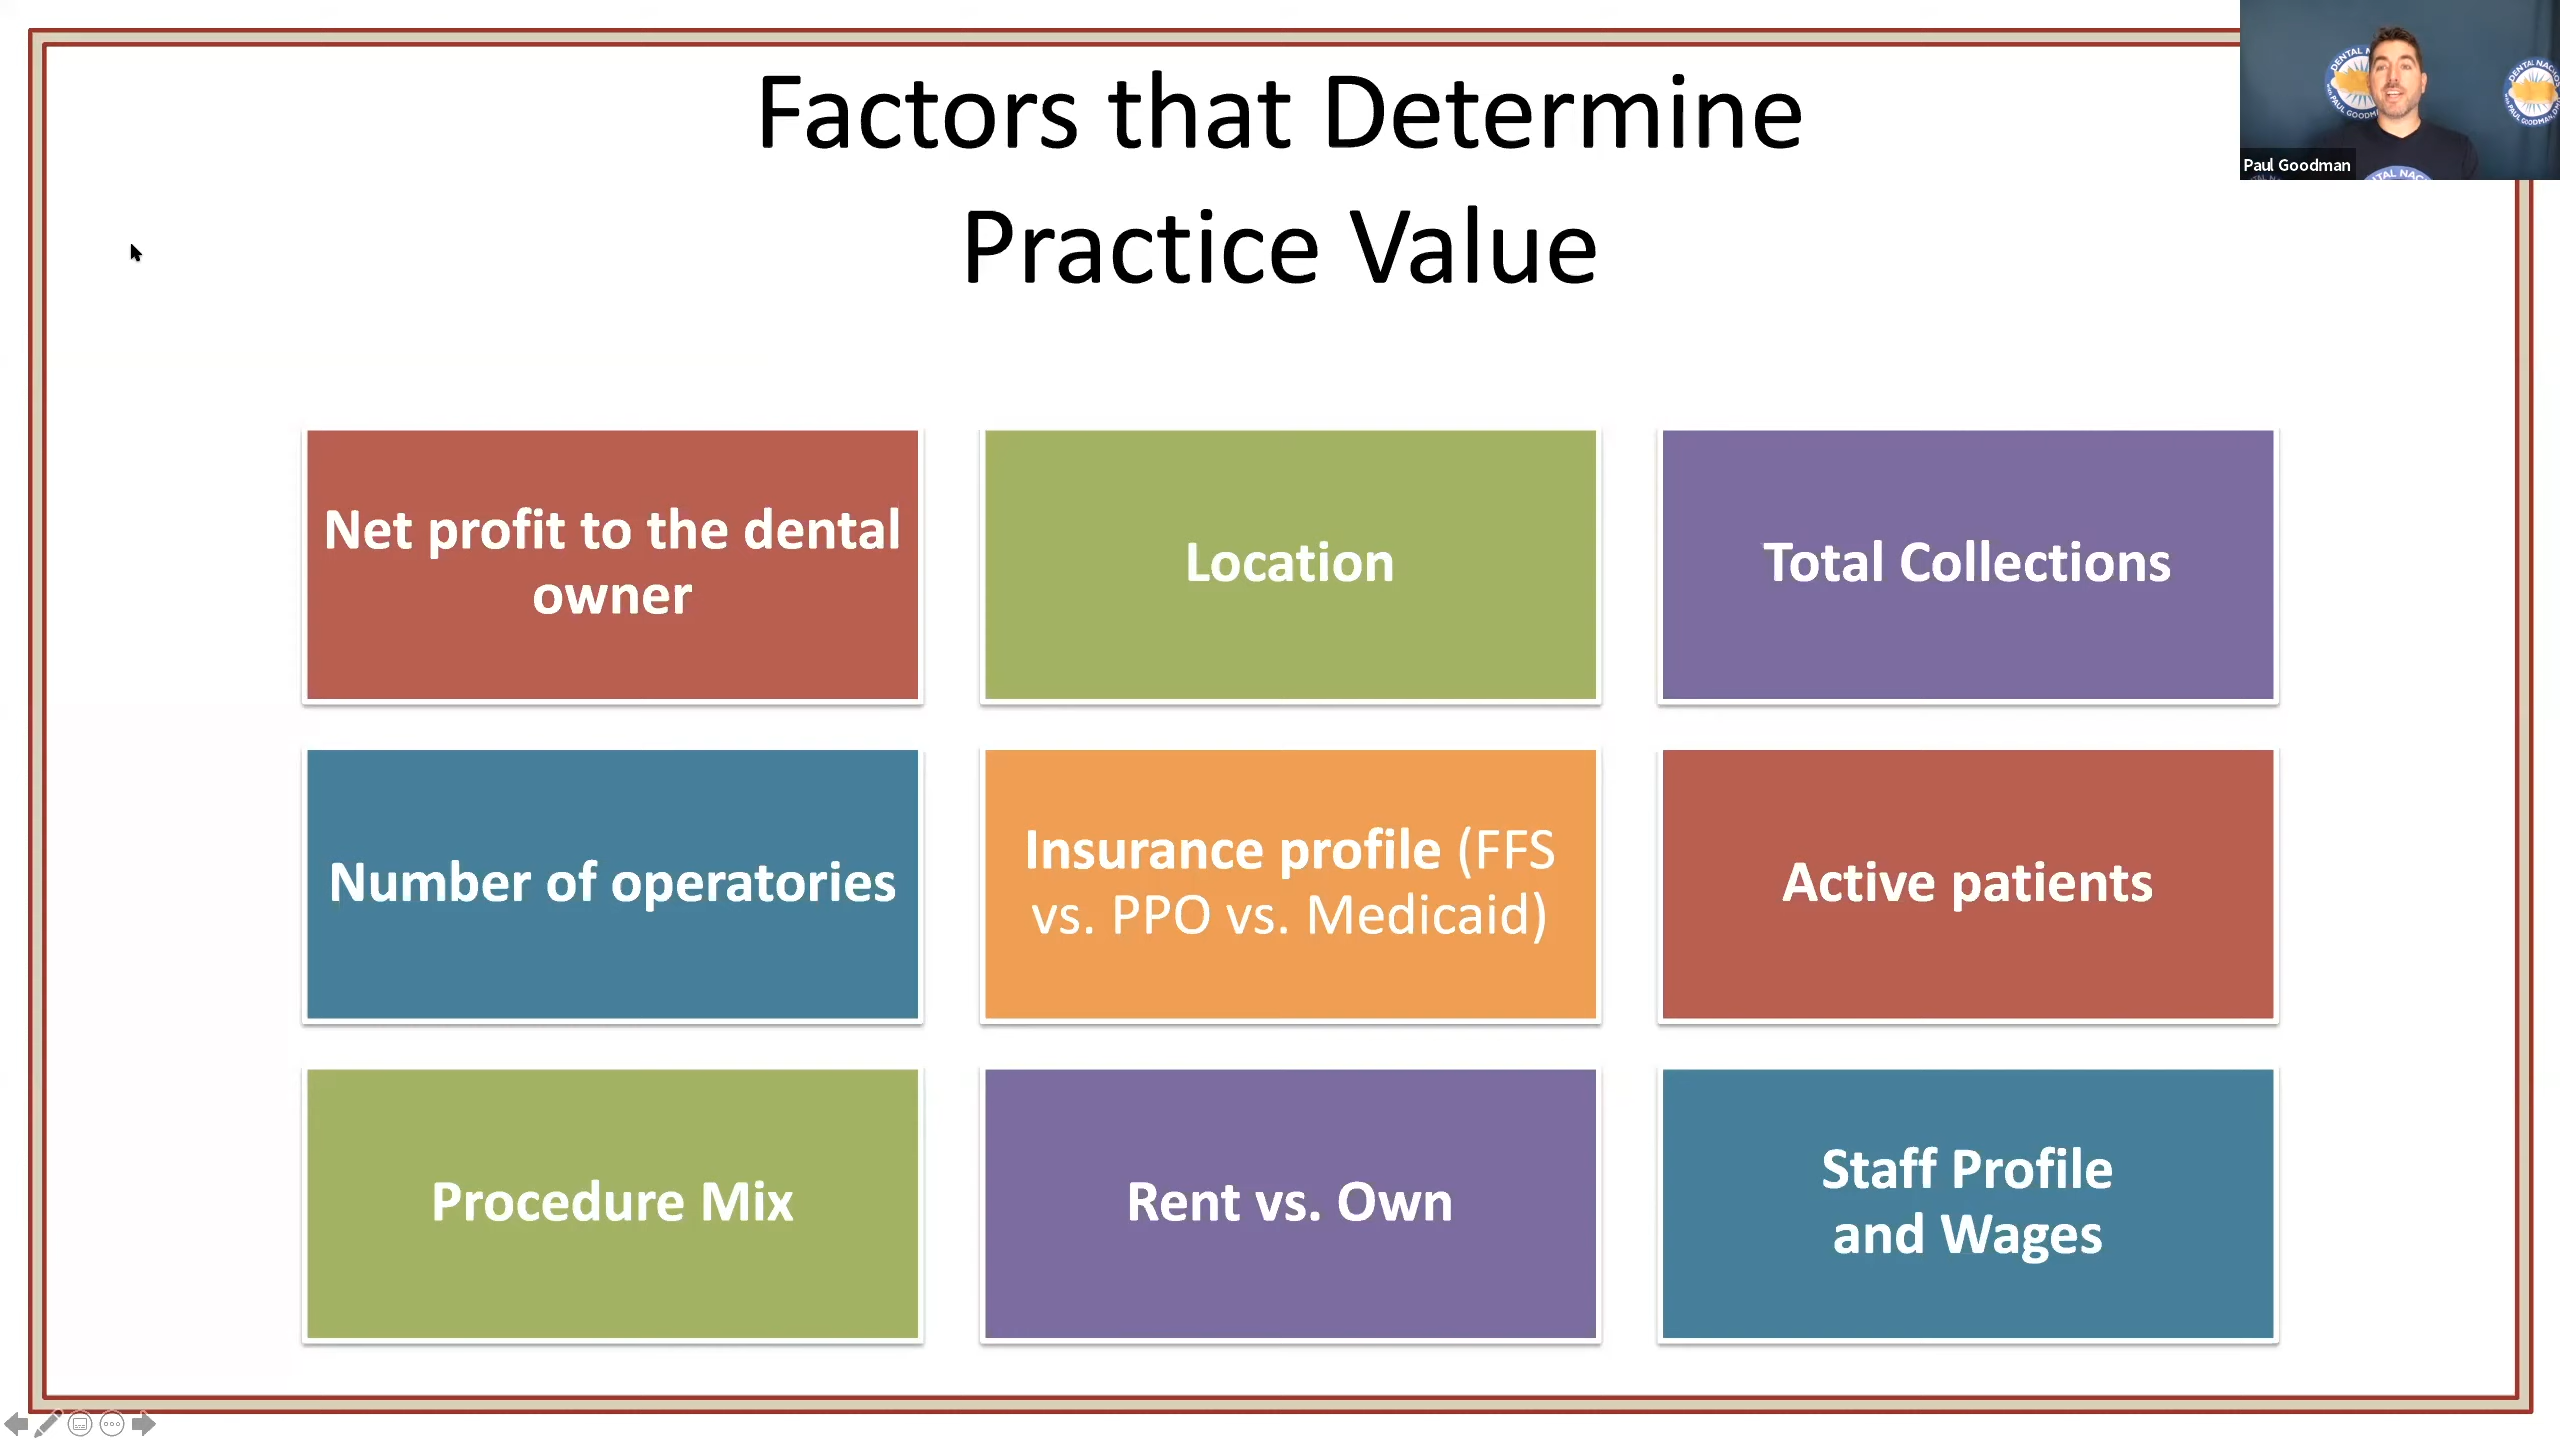 Factors that Determine
Practice Value
Paul Goodman
Net profit to the dental
owner
Location
Total Collections
Number of operatories
Insurance profile (FFS
vs. PPO vs. Medicaid)
Active patients
Procedure Mix
Rent vs. Own
Staff Profile
and Wages